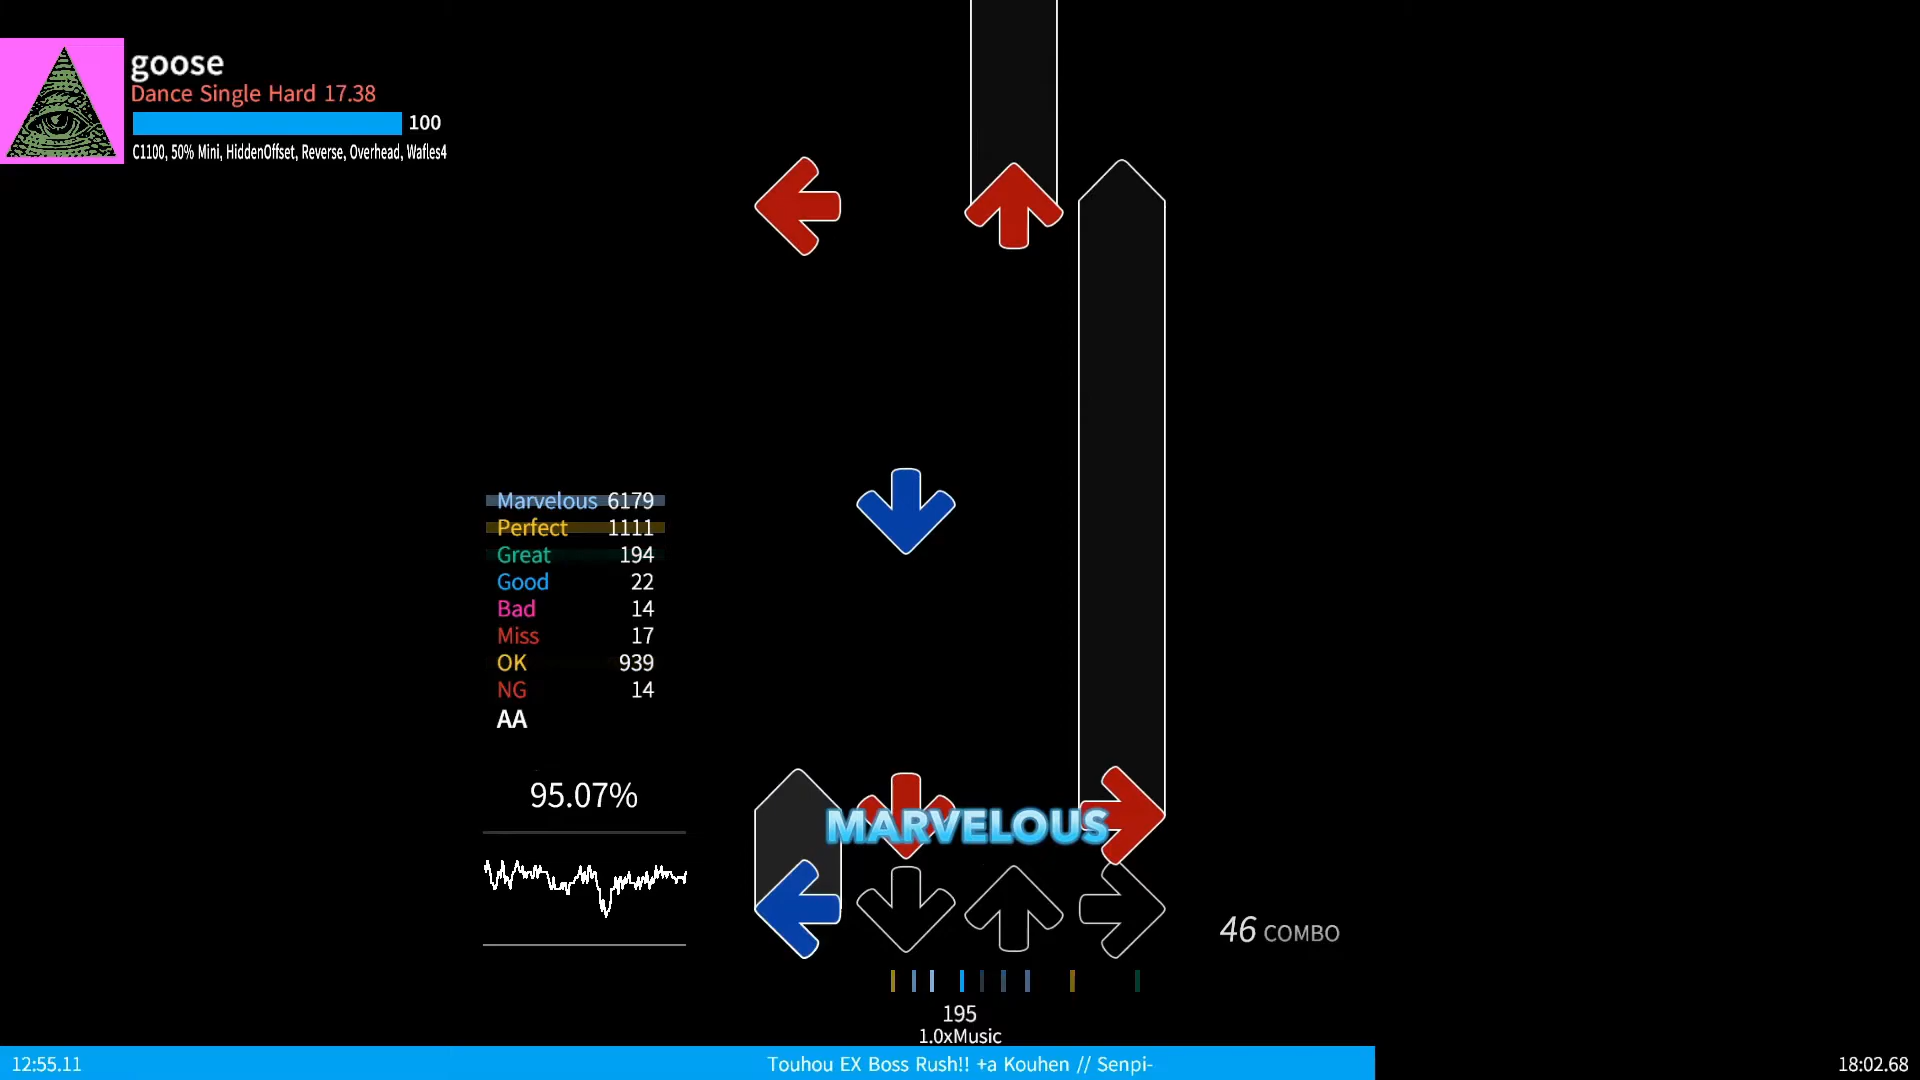 goose
Dance Single Hard 17.38
100
C1100, 50% Mini, HiddenOffset, Reverse, Overhead, Wafles4
Marvelous 6179
Perfect 1111
Great 194
Good 22
Bad 14
Miss 17
OK 939
NG 14
AA
95.07%
MARVELOUS
46 COMBO
195
1.0xMusic
12:55.11 Touhou EX Boss Rush!! +a Kouhen // Senpi- 18:02.68